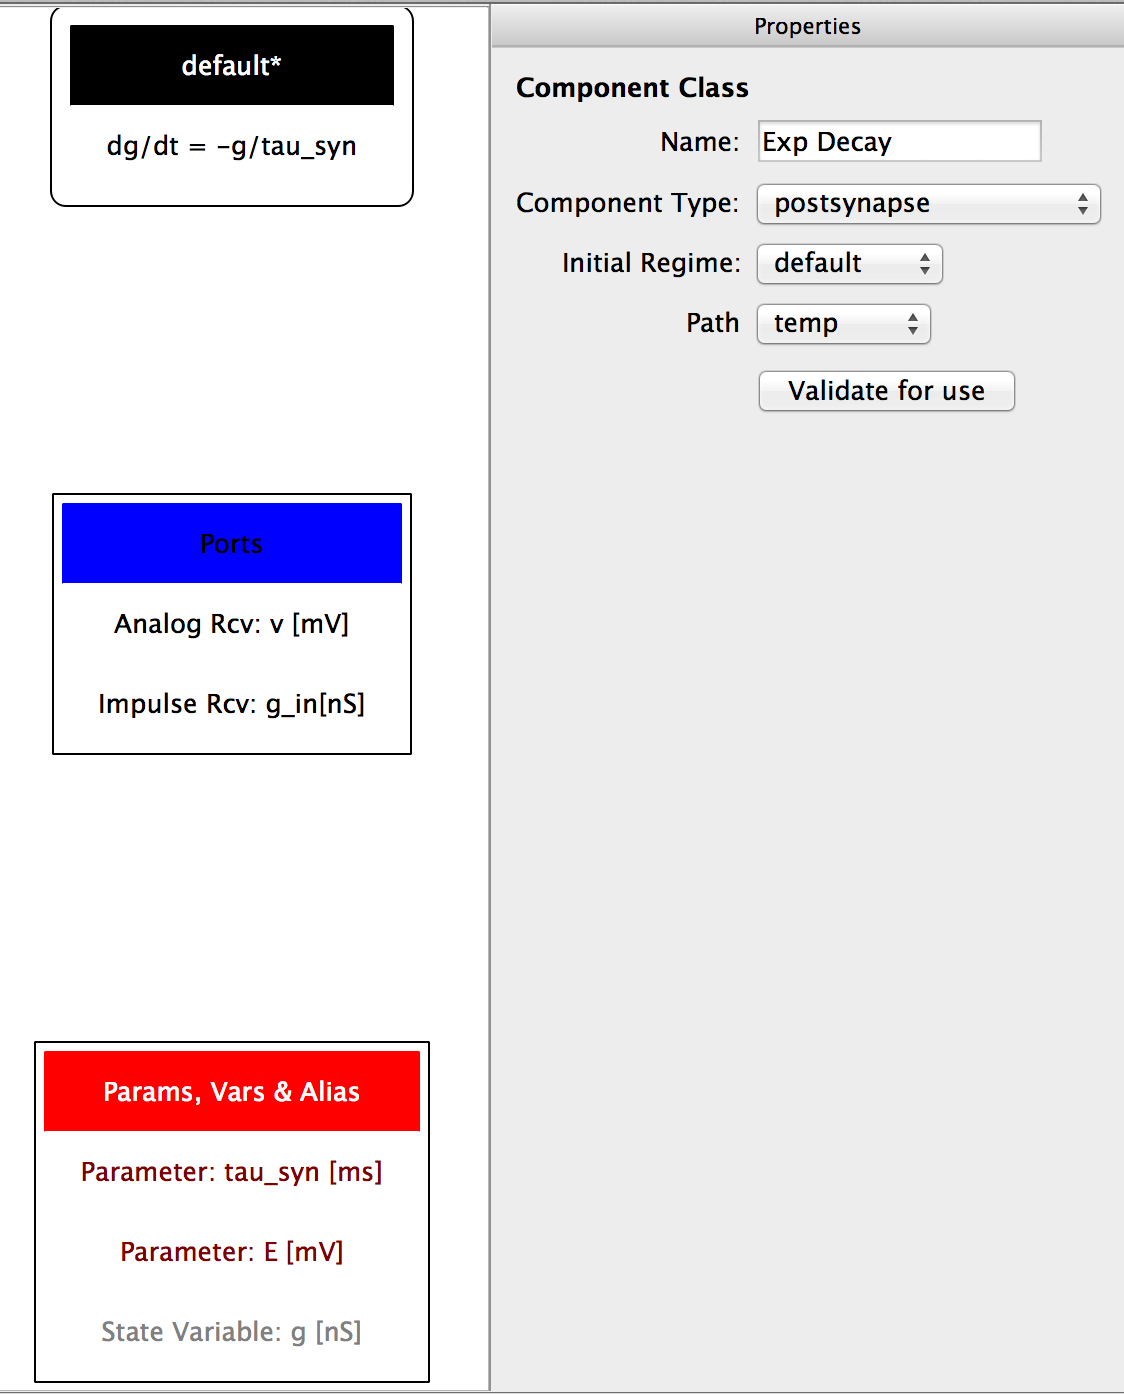 default*
dg/dt = -g/tau_syn
Ports
Analog Rcv: v [mV]
Impulse Rcv: g_in[nS]
Params, Vars & Alias
Parameter: tau_syn [ms]
Parameter: E [mV]
State Variable: g [nS]
Properties
Component Class
Name: Exp Decay
Component Type: postsynapse
Initial Regime: default
Path temp
Validate for use